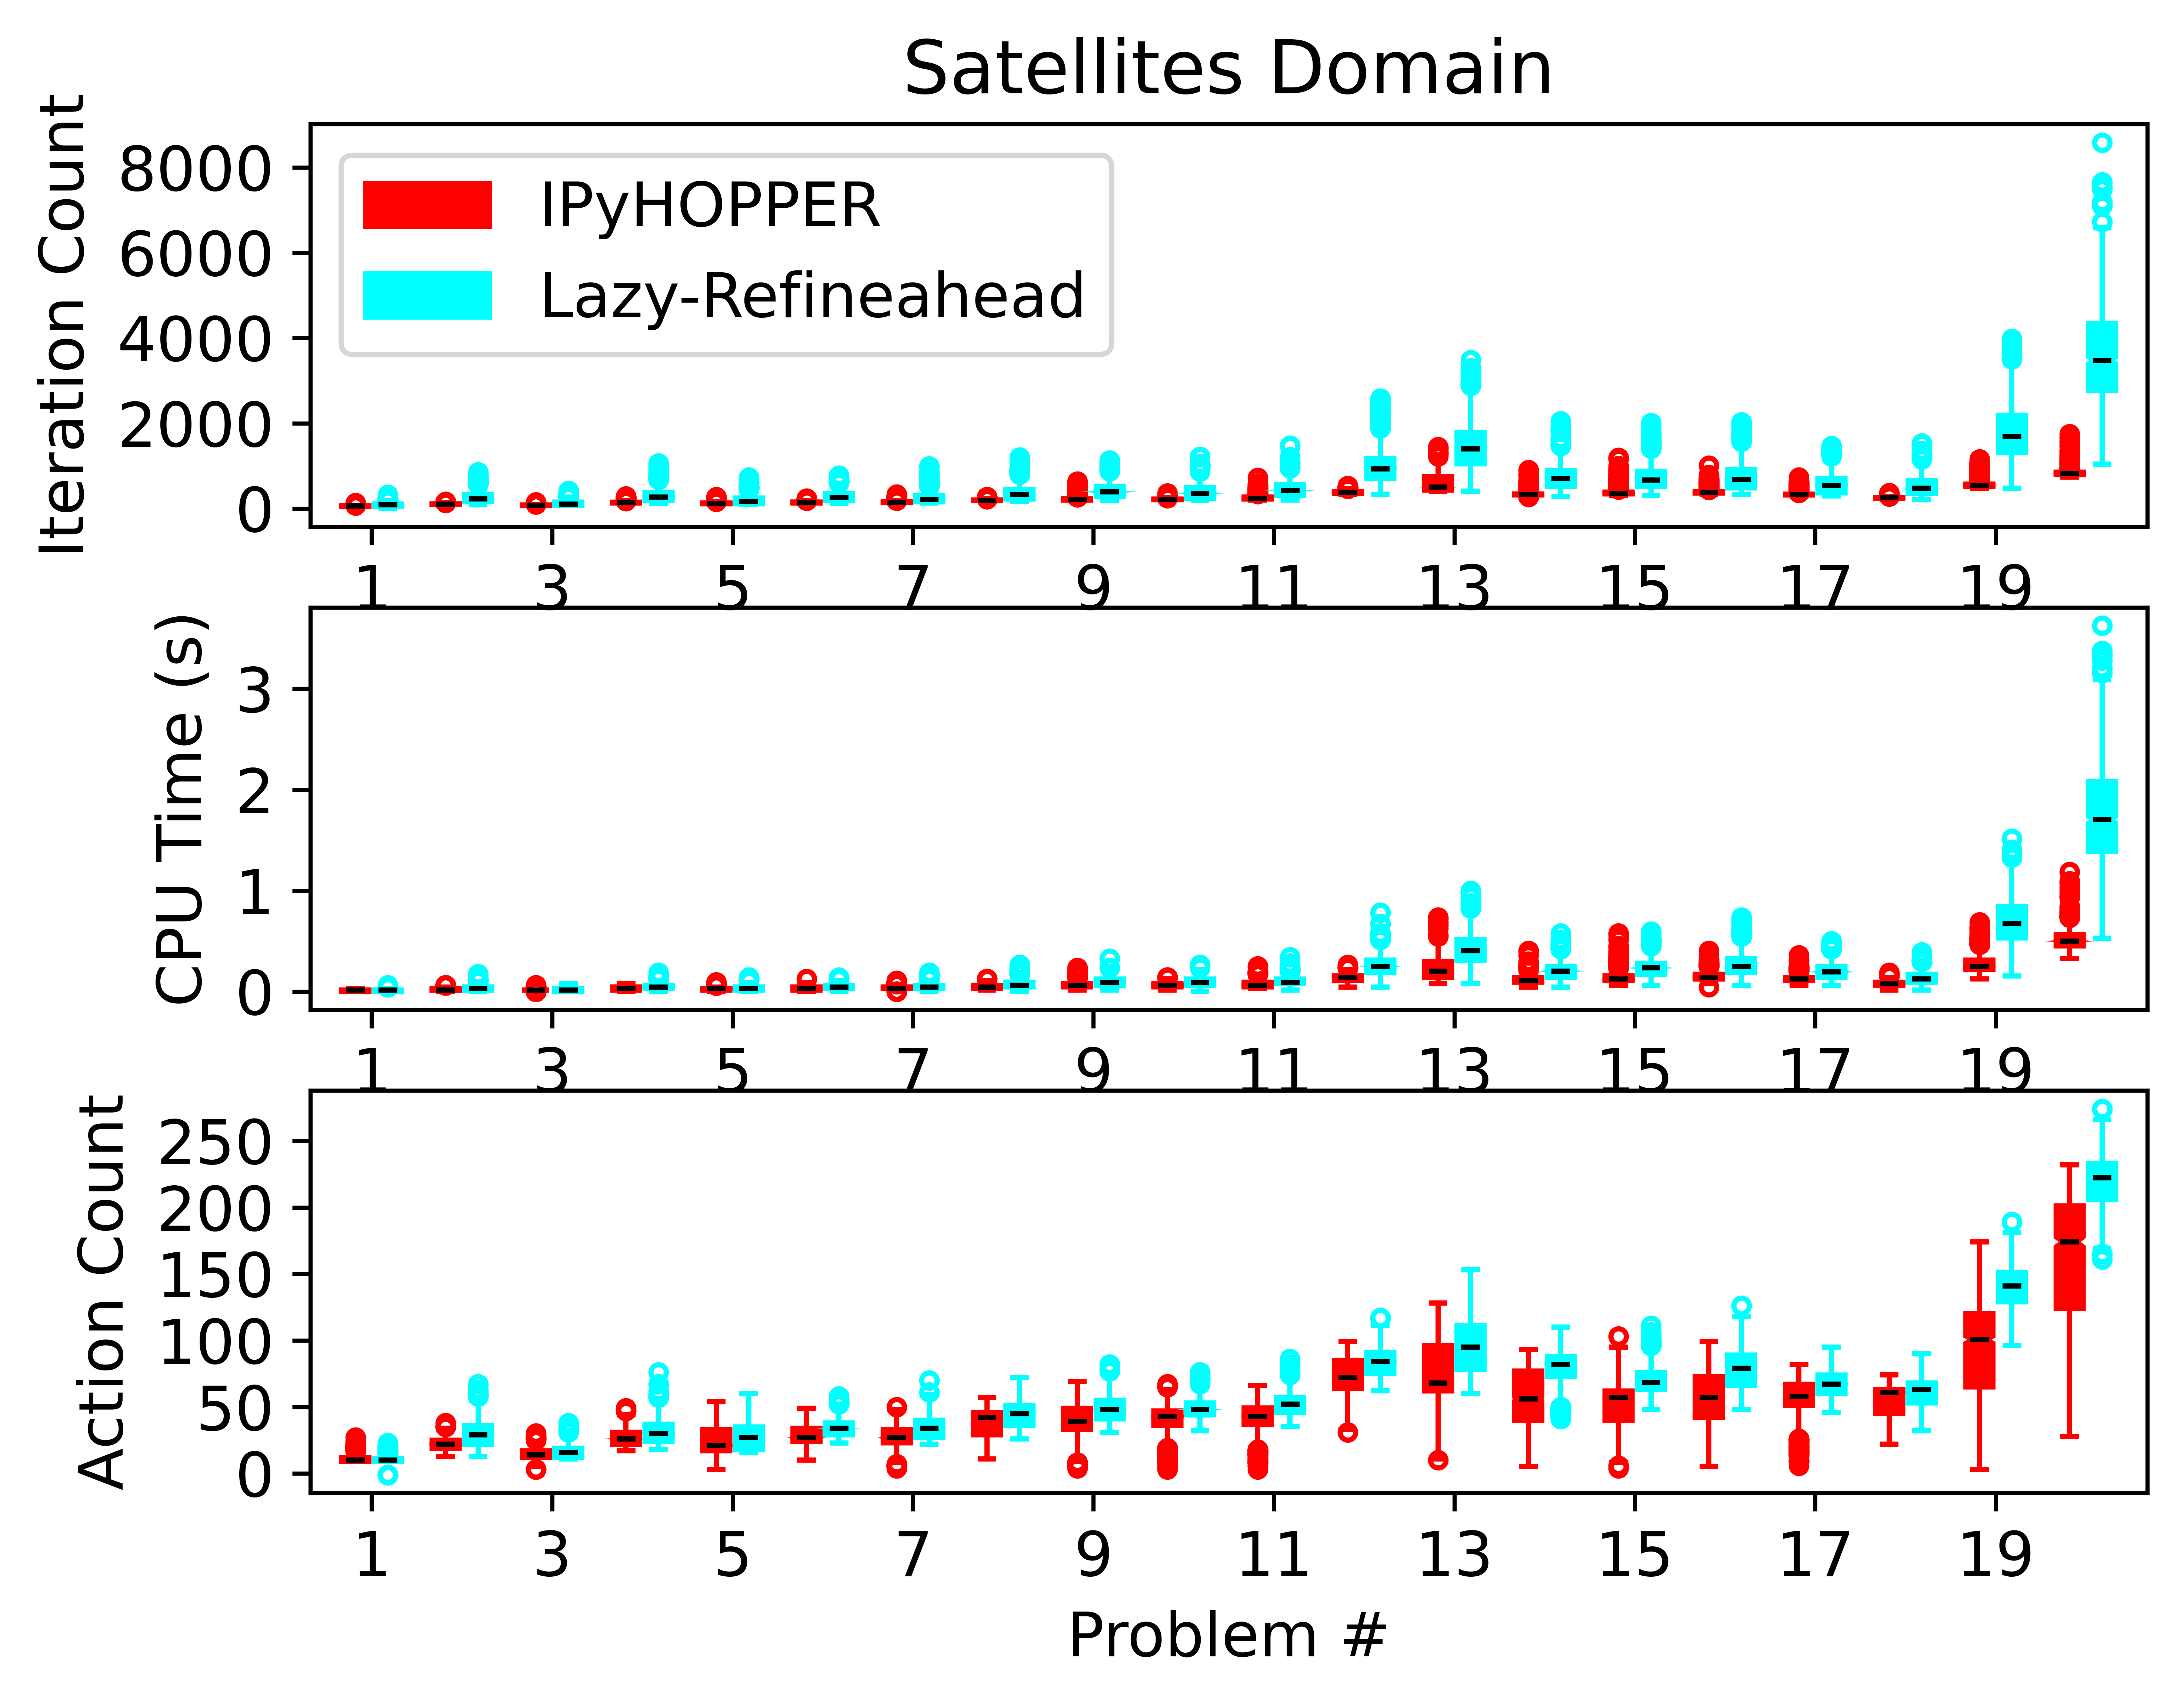 Satellites Domain
Iteration Count
8000
6000
4000
2000
0
IPyHOPPER
Lazy-Refineahead
1 3 5 7 9 11 13 15 17 19
CPU Time (s)
3
2
1
0
1 3 5 7 9 11 13 15 17 19
Action Count
250
200
150
100
50
0
1 3 5 7 9 11 13 15 17 19
Problem #